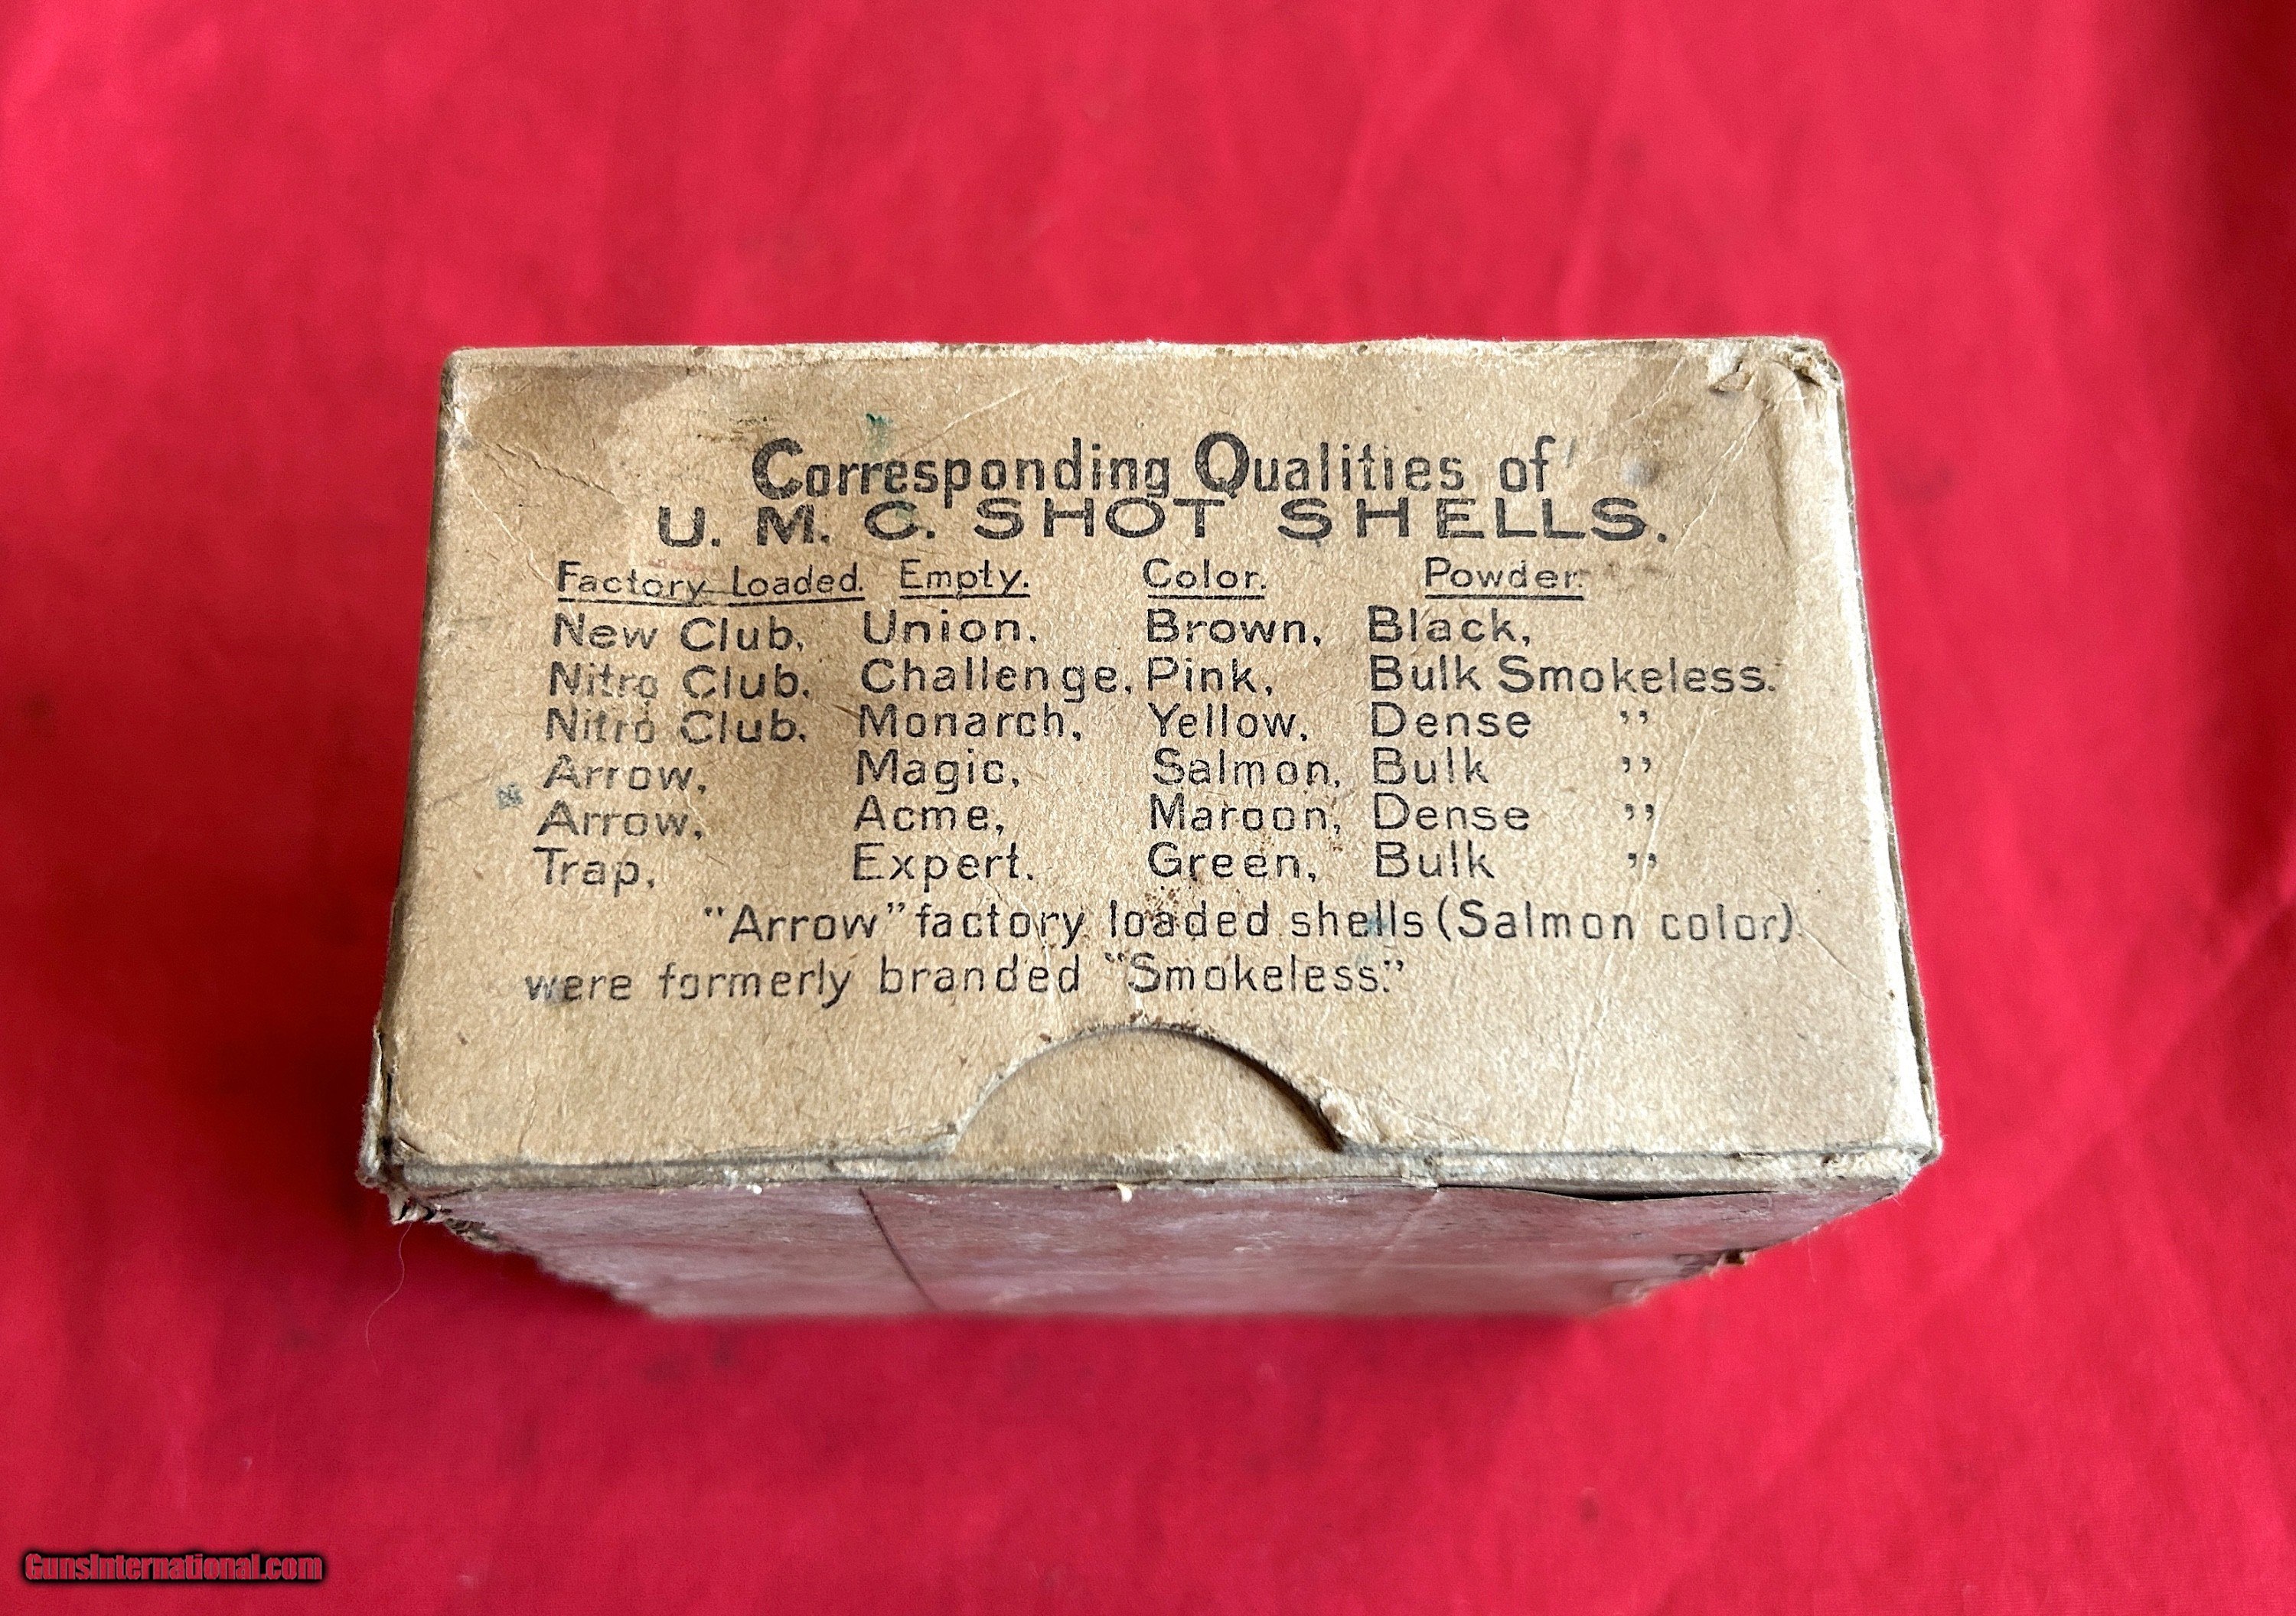 Corresponding Qualities of
U. M. C. SHOT SHELLS.
Factory Loaded. Empty. Color. Powder.
New Club, Union, Brown, Black,
Nitro Club, Challenge, Pink, Bulk Smokeless.
Nitro Club, Monarch, Yellow, Dense ”
Arrow, Magic, Salmon, Bulk ”
Arrow, Acme, Maroon, Dense ”
Trap, Expert. Green, Bulk ”
“Arrow” factory loaded shells (Salmon color)
were formerly branded “Smokeless.”
GunsInternational.com